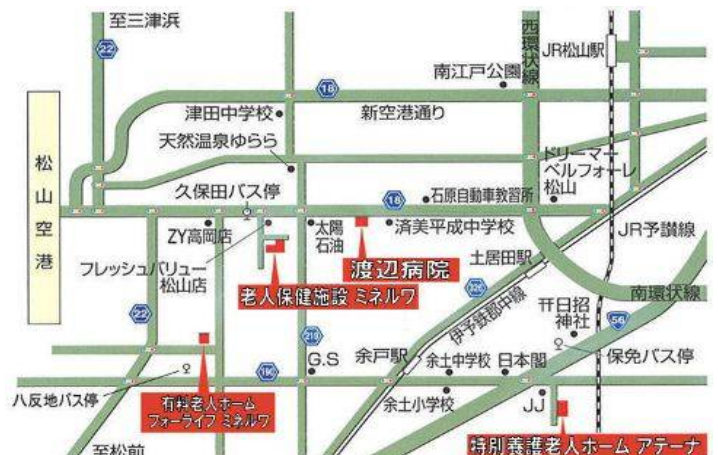 至三津浜
22
西環状線
JR松山駅
南江戸公園
18
新空港通り
津田中学校
天然温泉ゆらら
松山空港
ドリーマー
ベルフォーレ
松山
久保田バス停
石原自動車教習所
18
ZY高岡店
太陽
石油
済美平成中学校
JR予讃線
フレッシュバリュー
松山店
渡辺病院
土居田駅
老人保健施設 ミネルワ
南環状線
22
326
伊予鉄郡中線
日招
神社
56
219
保免バス停
G.S
余戸駅
余土中学校
日本閣
190
八反地バス停
有料老人ホーム
フォーライフ ミネルワ
余土小学校
JJ
至松前
特別養護老人ホーム アテーナ